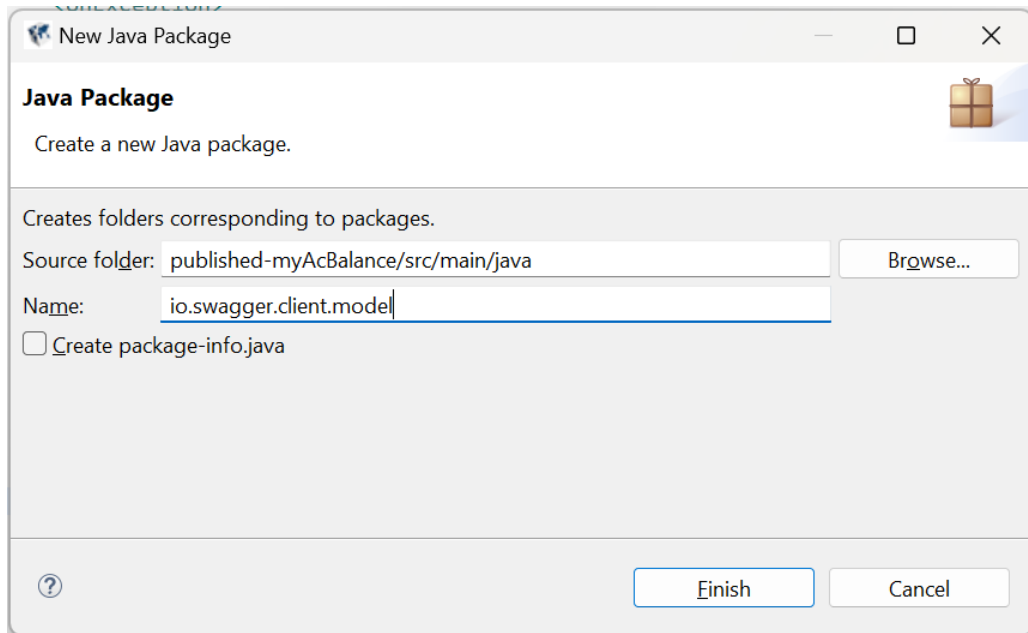 <onException>
New Java Package
Java Package
Create a new Java package.
Creates folders corresponding to packages.
Source folder: published-myAcBalance/src/main/java Browse...
Name: io.swagger.client.model
Create package-info.java
? Finish Cancel